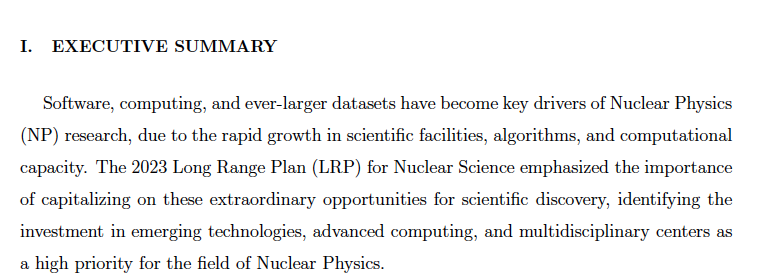 I. EXECUTIVE SUMMARY
Software, computing, and ever-larger datasets have become key drivers of Nuclear Physics
(NP) research, due to the rapid growth in scientific facilities, algorithms, and computational
capacity. The 2023 Long Range Plan (LRP) for Nuclear Science emphasized the importance
of capitalizing on these extraordinary opportunities for scientific discovery, identifying the
investment in emerging technologies, advanced computing, and multidisciplinary centers as
a high priority for the field of Nuclear Physics.